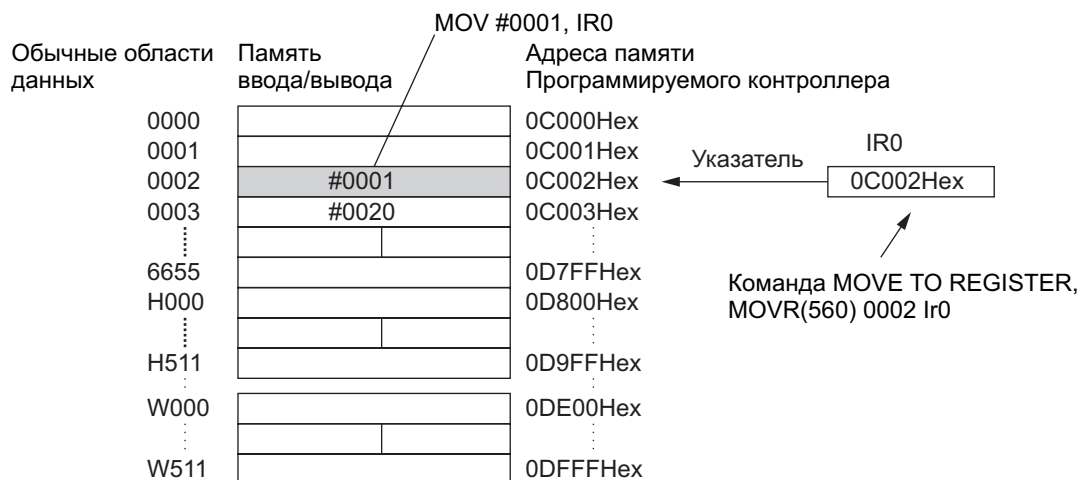 MOV #0001, IR0
Обычные области данных
Память ввода/вывода
Адреса памяти Программируемого контроллера
0000 0C000Hex
0001 0C001Hex
0002 #0001 0C002Hex
0003 #0020 0C003Hex
6655 0D7FFHex
H000 0D800Hex
H511 0D9FFHex
W000 0DE00Hex
W511 0DFFFHex
Указатель
IR0
0C002Hex
Команда MOVE TO REGISTER,
MOVR(560) 0002 Ir0